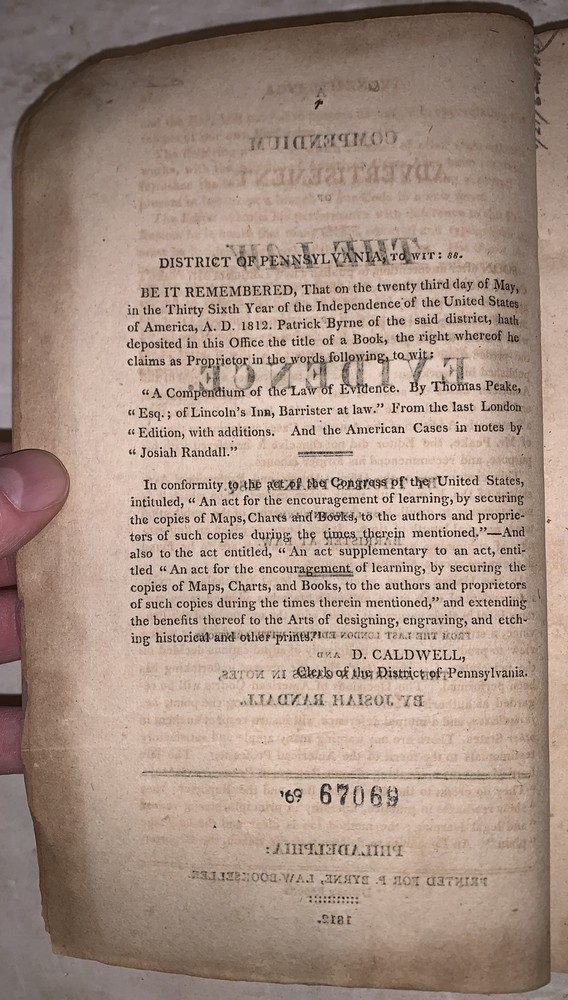 DISTRICT OF PENNSYLVANIA, TO WIT: ss.
BE IT REMEMBERED, That on the twenty third day of May,
in the Thirty Sixth Year of the Independence of the United States
of America, A. D. 1812. Patrick Byrne of the said district, hath
deposited in this Office the title of a Book, the right whereof he
claims as Proprietor in the words following, to wit:
"A Compendium of the Law of Evidence. By Thomas Peake,
" Esq.; of Lincoln's Inn, Barrister at law." From the last London
" Edition, with additions. And the American Cases in notes by
" Josiah Randall."
In conformity to the act of the Congress of the United States,
intituled, " An act for the encouragement of learning, by securing
the copies of Maps, Charts and Books, to the authors and proprie-
tors of such copies during the times therein mentioned."—And
also to the act entitled, " An act supplementary to an act, enti-
tled " An act for the encouragement of learning, by securing the
copies of Maps, Charts, and Books, to the authors and proprietors
of such copies during the times therein mentioned," and extending
the benefits thereof to the Arts of designing, engraving, and etch-
ing historical and other prints."
D. CALDWELL,
Clerk of the District of Pennsylvania.
'69 67069